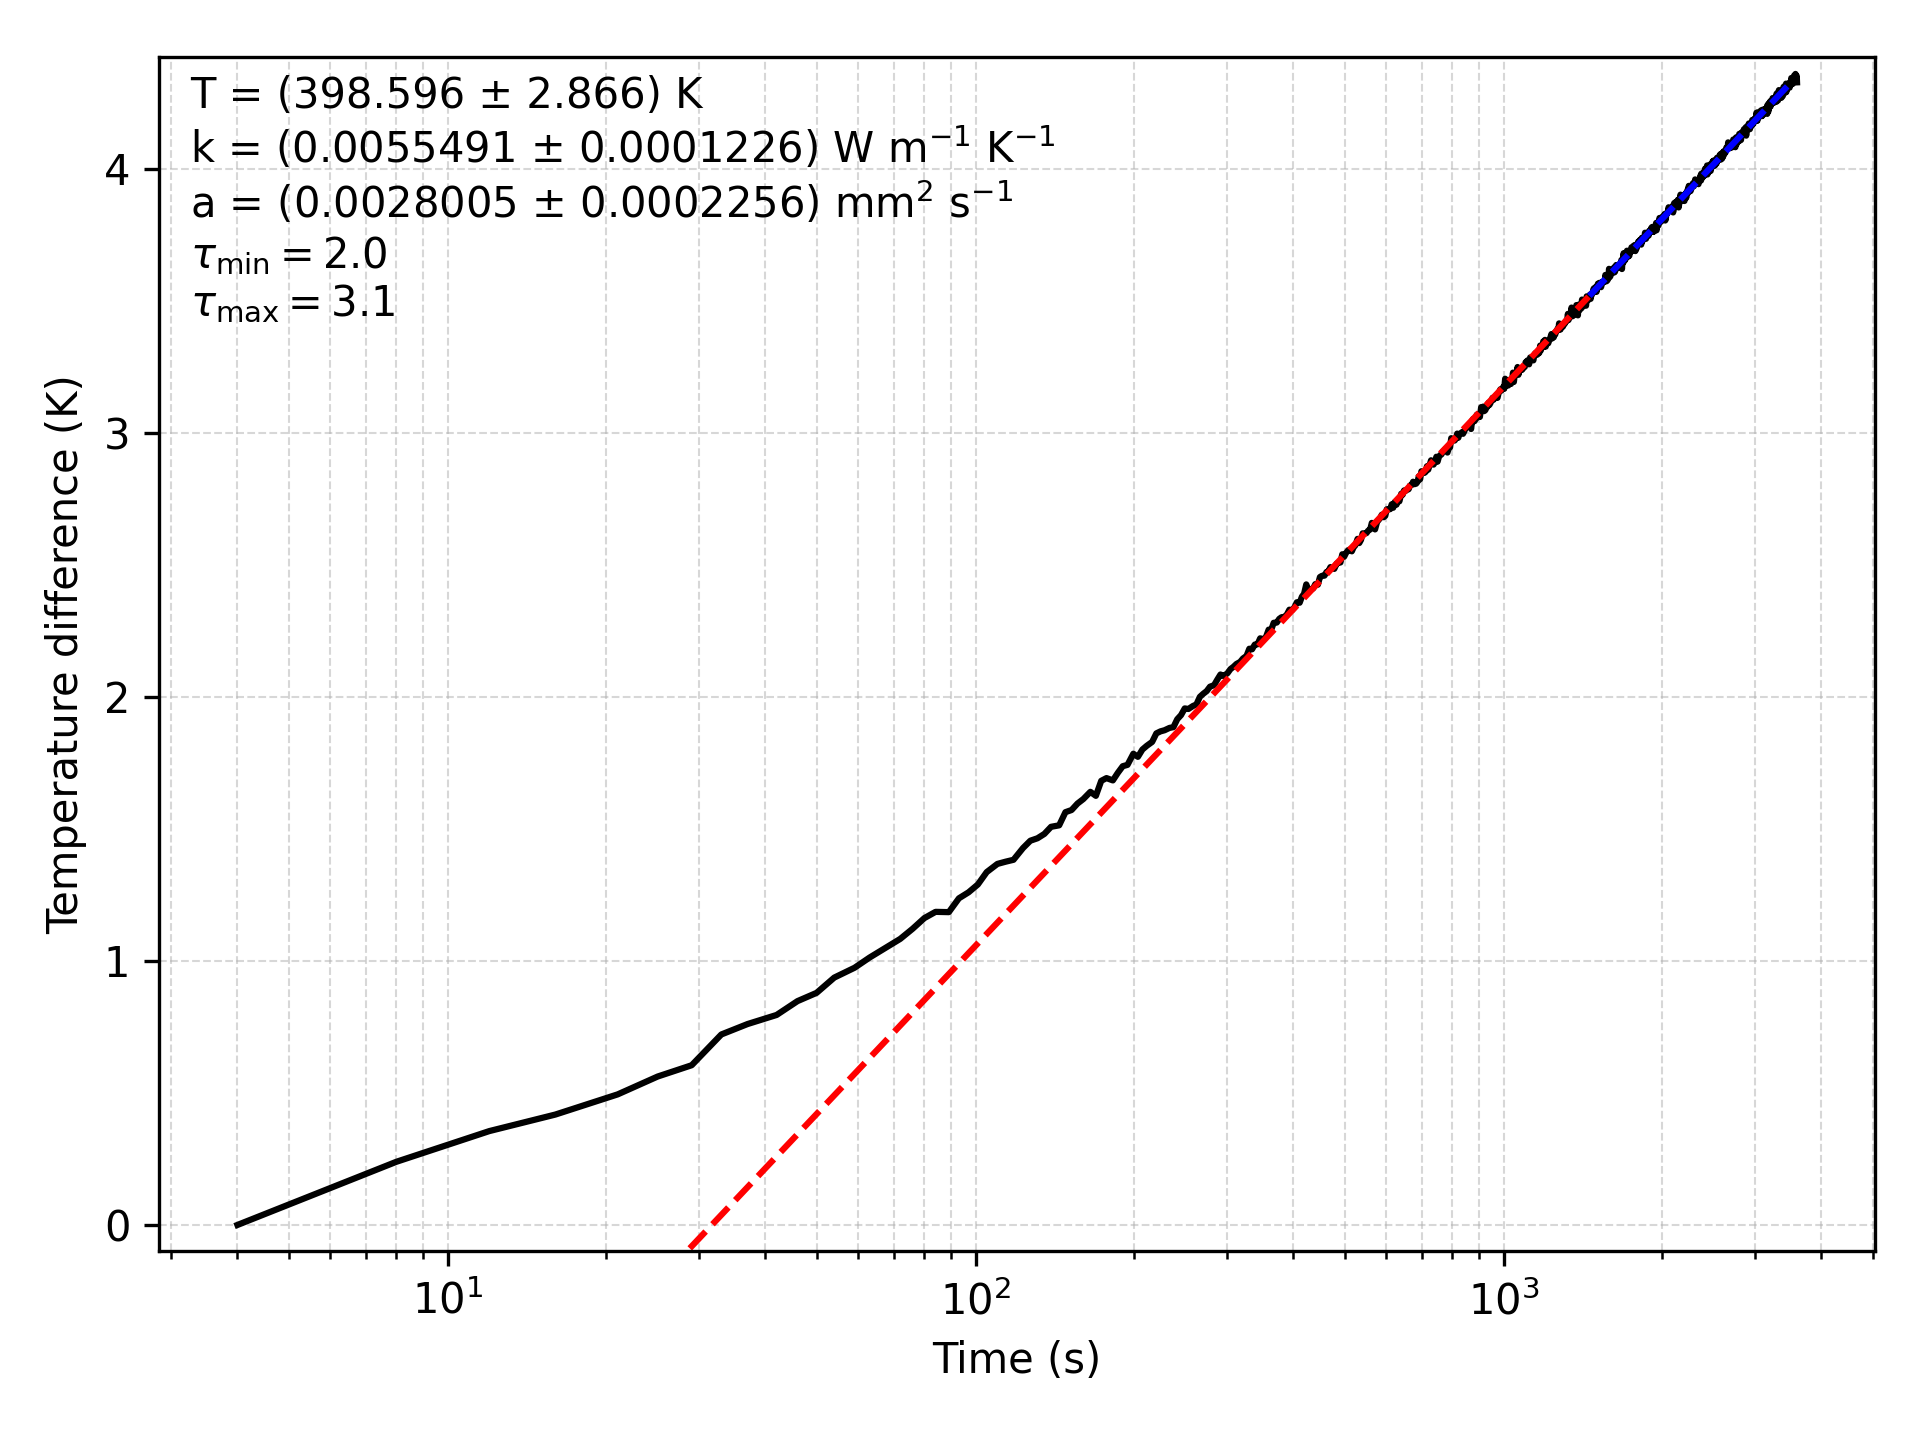 T = (398.596 ± 2.866) K
k = (0.0055491 ± 0.0001226) W m⁻¹ K⁻¹
a = (0.0028005 ± 0.0002256) mm² s⁻¹
τmin = 2.0
τmax = 3.1
Temperature difference (K)
4
3
2
1
0
10¹ 10² 10³
Time (s)